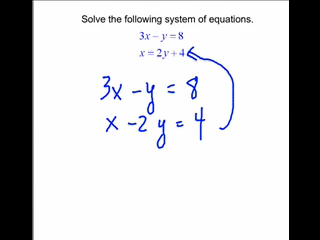 Solve the following system of equations.
3x − y = 8
x = 2y + 4
3x − y = 8
x − 2y = 4